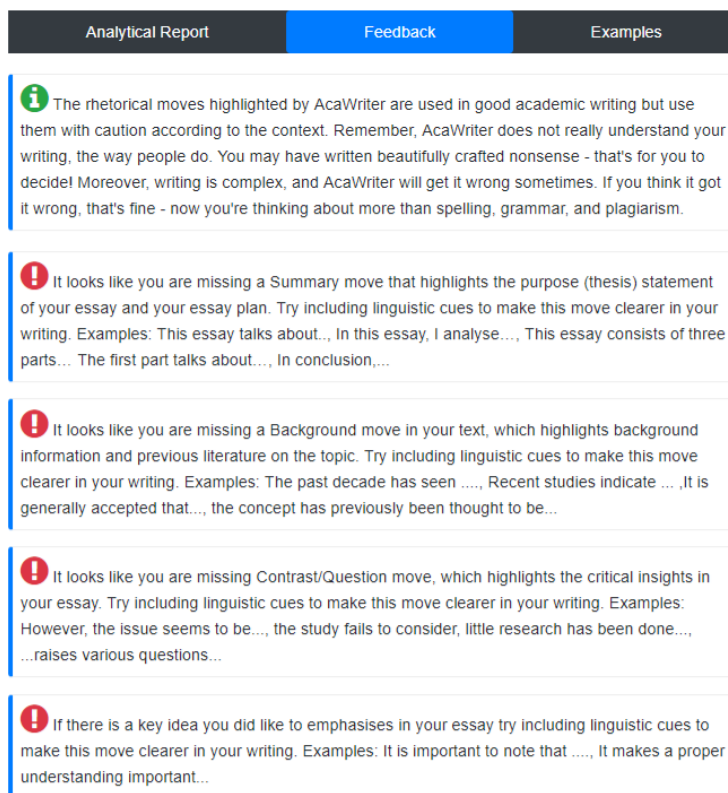 Analytical Report Feedback Examples
The rhetorical moves highlighted by AcaWriter are used in good academic writing but use
them with caution according to the context. Remember, AcaWriter does not really understand your
writing, the way people do. You may have written beautifully crafted nonsense - that's for you to
decide! Moreover, writing is complex, and AcaWriter will get it wrong sometimes. If you think it got
it wrong, that's fine - now you're thinking about more than spelling, grammar, and plagiarism.
It looks like you are missing a Summary move that highlights the purpose (thesis) statement
of your essay and your essay plan. Try including linguistic cues to make this move clearer in your
writing. Examples: This essay talks about.., In this essay, I analyse..., This essay consists of three
parts... The first part talks about..., In conclusion,...
It looks like you are missing a Background move in your text, which highlights background
information and previous literature on the topic. Try including linguistic cues to make this move
clearer in your writing. Examples: The past decade has seen ...., Recent studies indicate ... ,It is
generally accepted that..., the concept has previously been thought to be...
It looks like you are missing Contrast/Question move, which highlights the critical insights in
your essay. Try including linguistic cues to make this move clearer in your writing. Examples:
However, the issue seems to be..., the study fails to consider, little research has been done...,
...raises various questions...
If there is a key idea you did like to emphasises in your essay try including linguistic cues to
make this move clearer in your writing. Examples: It is important to note that ...., It makes a proper
understanding important...